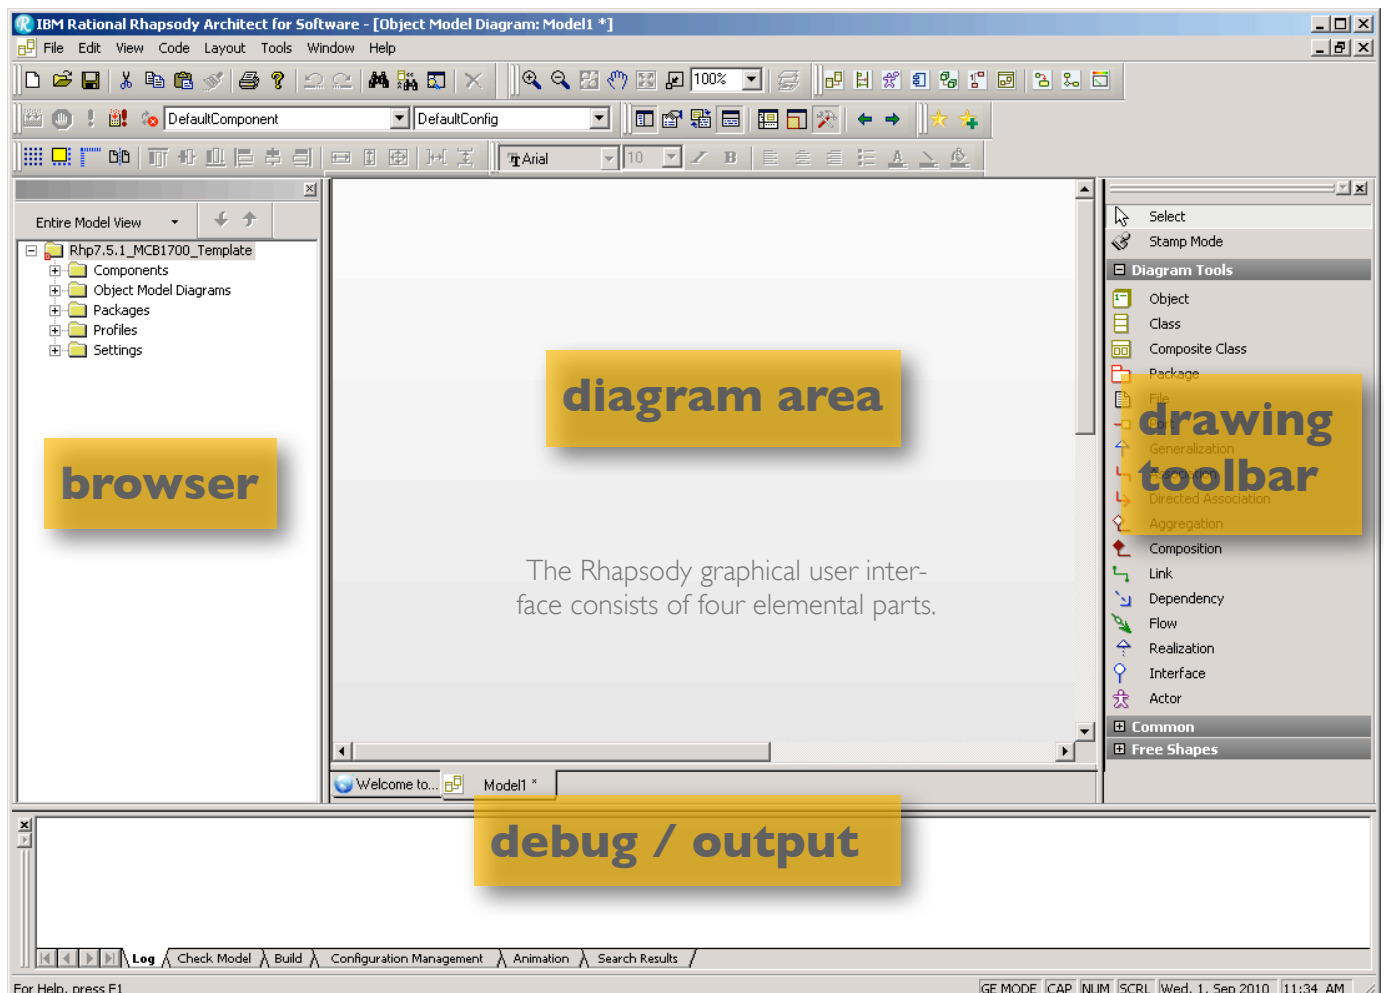 IBM Rational Rhapsody Architect for Software - [Object Model Diagram: Model1 *]
File Edit View Code Layout Tools Window Help
100%
DefaultComponent DefaultConfig
Arial 10
Entire Model View
Rhp7.5.1_MCB1700_Template
Components
Object Model Diagrams
Packages
Profiles
Settings
browser
diagram area
The Rhapsody graphical user inter-
face consists of four elemental parts.
Welcome to... Model1 *
Select
Stamp Mode
Diagram Tools
Object
Class
Composite Class
Package
File
Port
Generalization
Association
Directed Association
Aggregation
drawing
toolbar
Composition
Link
Dependency
Flow
Realization
Interface
Actor
Common
Free Shapes
debug / output
Log Check Model Build Configuration Management Animation Search Results
For Help, press F1 GE MODE CAP NUM SCRL Wed, 1, Sep 2010 11:34 AM